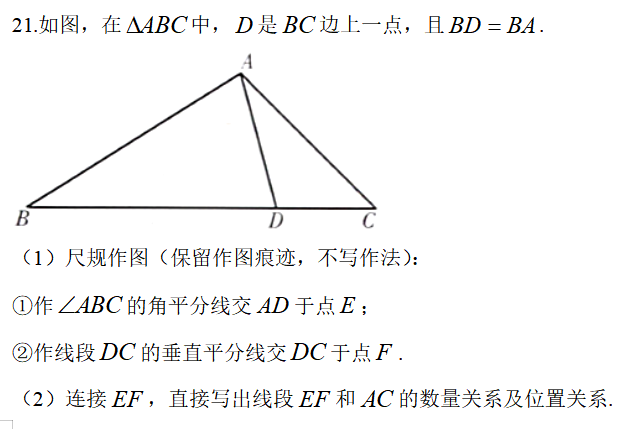 21.如图，在 ΔABC 中， D 是 BC 边上一点，且 BD = BA .
A
B
D
C
（1）尺规作图（保留作图痕迹，不写作法）：
①作 ∠ABC 的角平分线交 AD 于点 E ；
②作线段 DC 的垂直平分线交 DC 于点 F .
（2）连接 EF ，直接写出线段 EF 和 AC 的数量关系及位置关系.